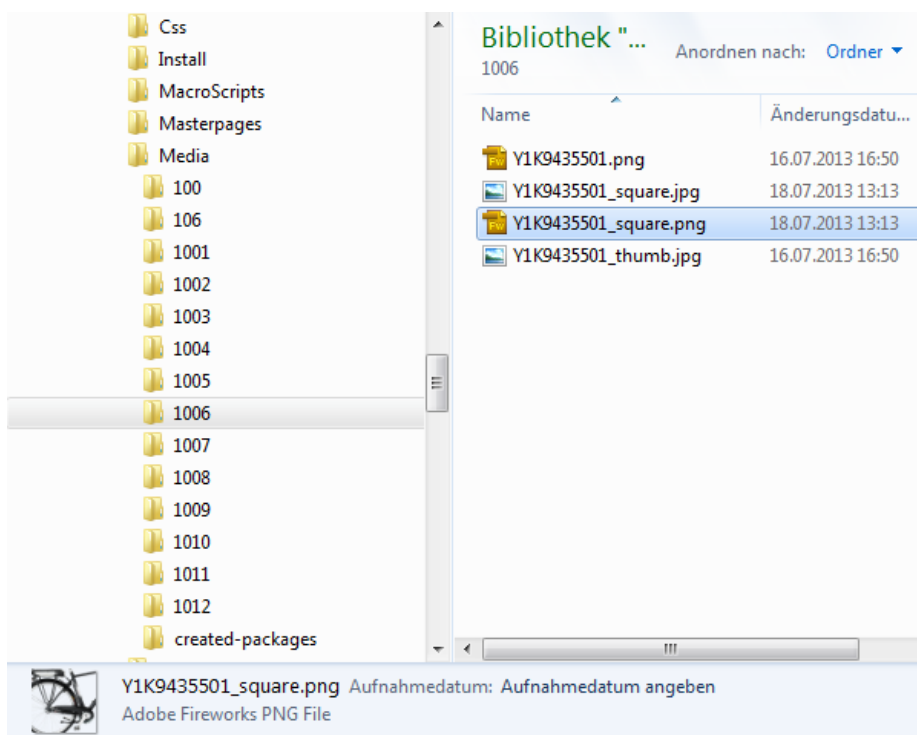 Css
Install
MacroScripts
Masterpages
Media
100
106
1001
1002
1003
1004
1005
1006
1007
1008
1009
1010
1011
1012
created-packages
Bibliothek "...
1006
Anordnen nach: Ordner
Name Änderungsdatu...
Y1K9435501.png 16.07.2013 16:50
Y1K9435501_square.jpg 18.07.2013 13:13
Y1K9435501_square.png 18.07.2013 13:13
Y1K9435501_thumb.jpg 16.07.2013 16:50
Y1K9435501_square.png Aufnahmedatum: Aufnahmedatum angeben
Adobe Fireworks PNG File